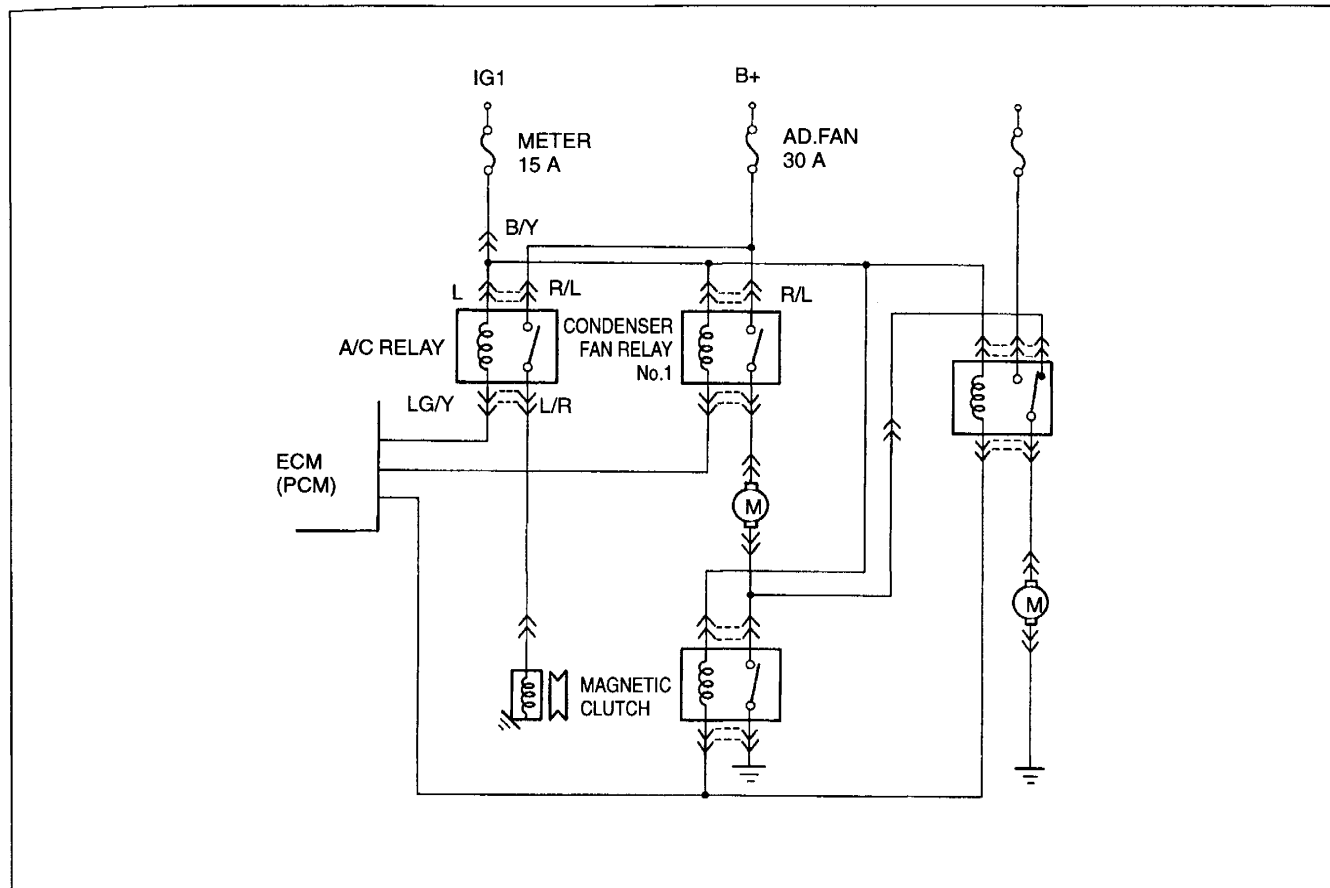 IG1
B+
METER
15 A
AD.FAN
30 A
B/Y
L
R/L
R/L
A/C RELAY
CONDENSER
FAN RELAY
No.1
LG/Y
L/R
ECM
(PCM)
M
M
MAGNETIC
CLUTCH